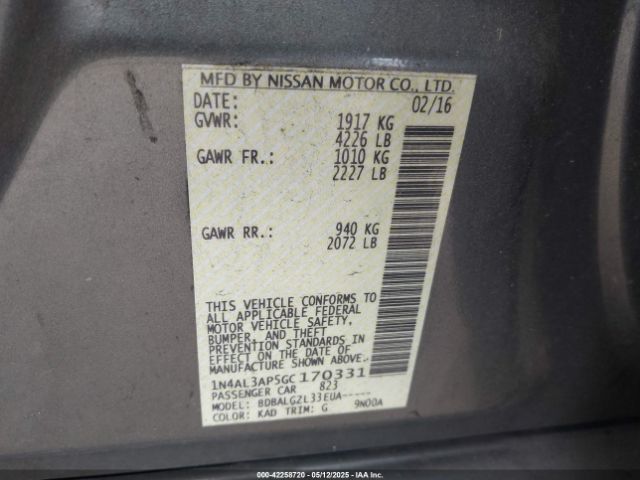 MFD BY NISSAN MOTOR CO., LTD.
DATE: 02/16
GVWR: 1917 KG
4226 LB
GAWR FR.: 1010 KG
2227 LB
GAWR RR.: 940 KG
2072 LB
THIS VEHICLE CONFORMS TO
ALL APPLICABLE FEDERAL
MOTOR VEHICLE SAFETY,
BUMPER, AND THEFT
PREVENTION STANDARDS IN
EFFECT ON THE DATE OF
MANUFACTURE SHOWN ABOVE.
1N4AL3AP5GC170331
PASSENGER CAR 823
MODEL: BDBALGZL33EUA-----
COLOR: KAD TRIM: G 9N00A
000-42258720 - 05/12/2025 - IAAI.COM